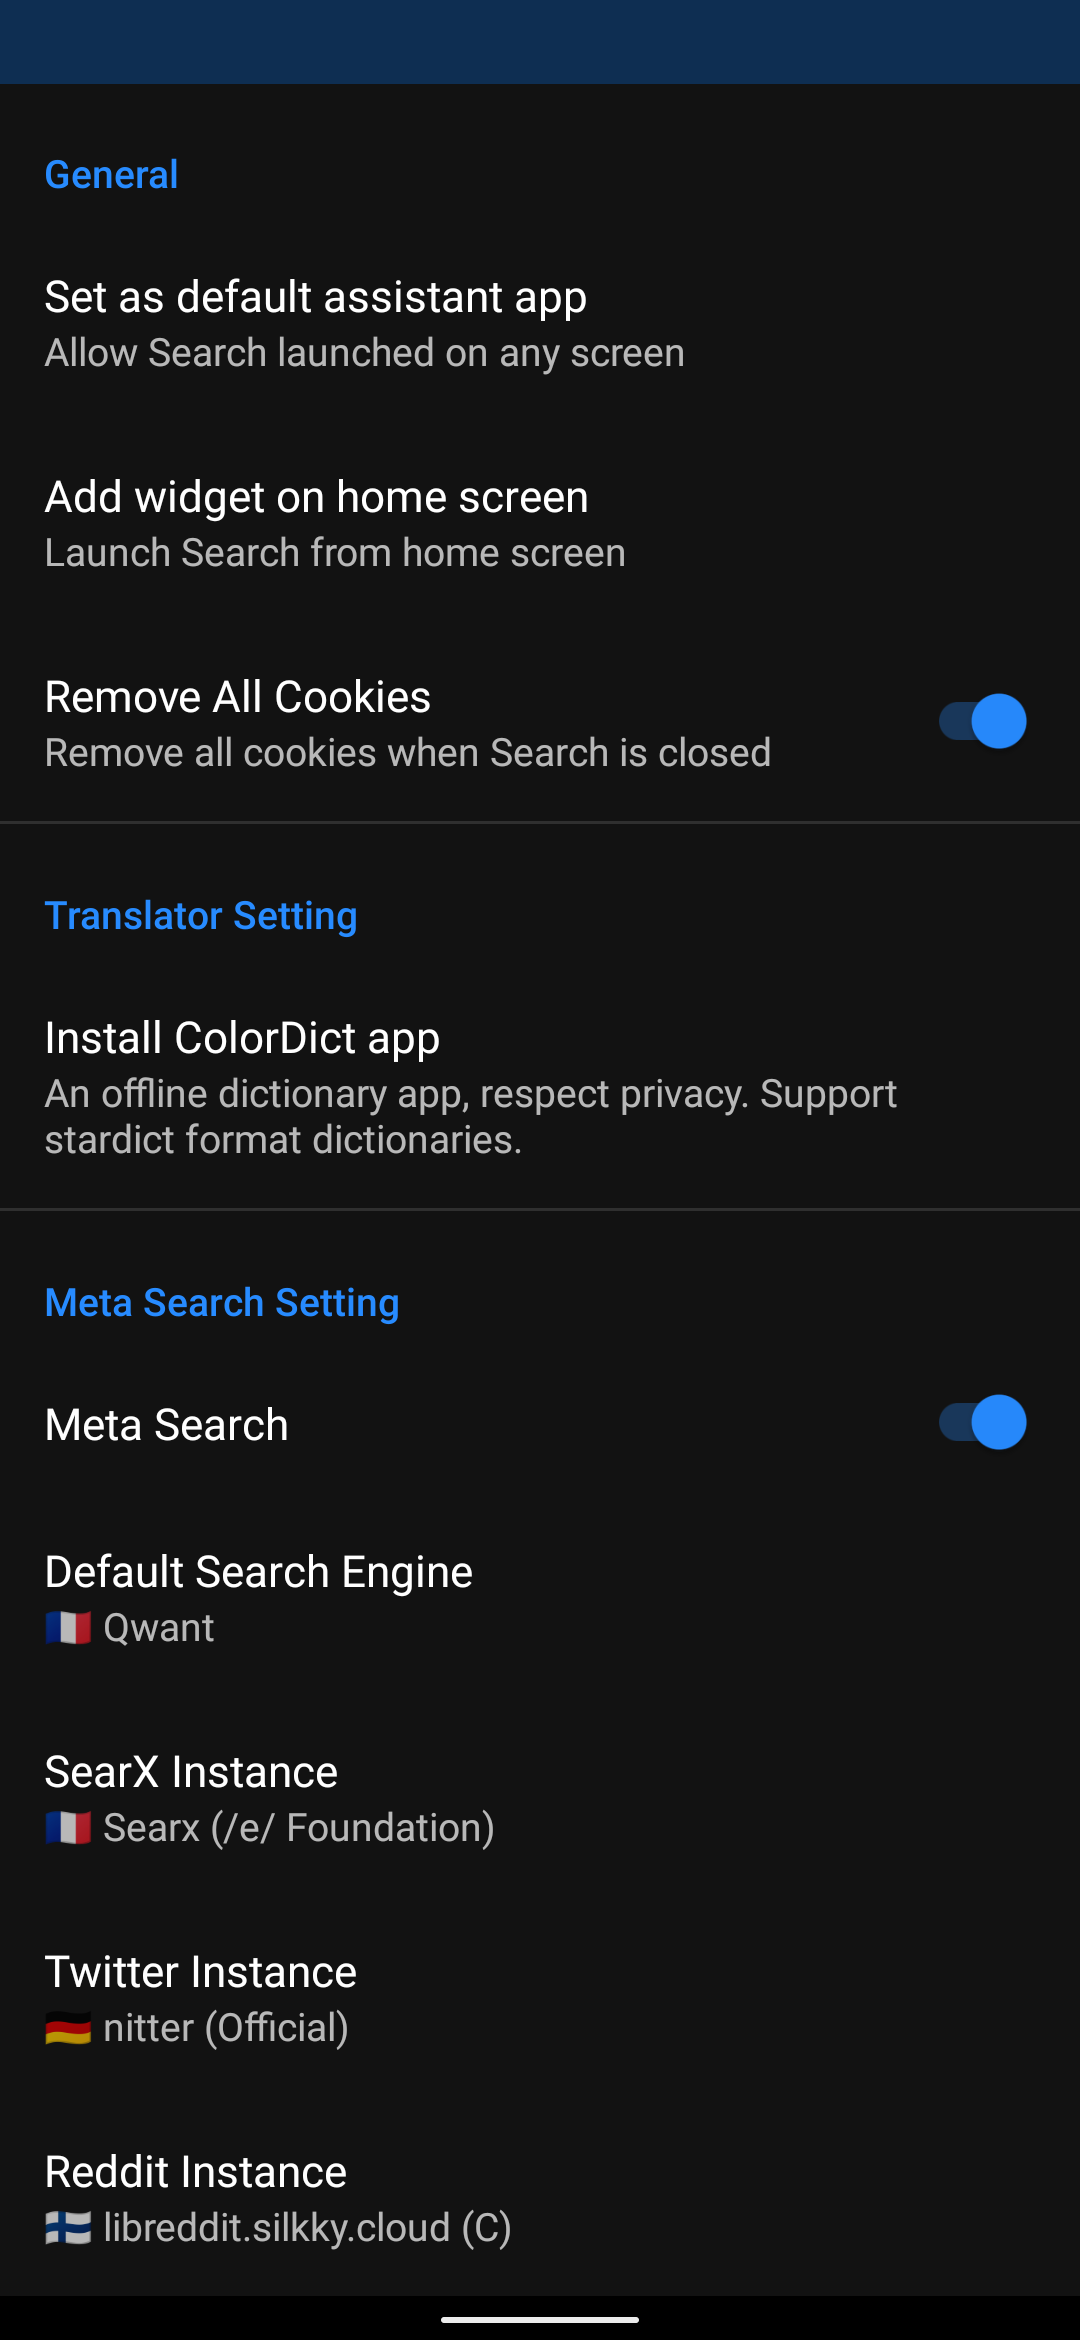 General
Set as default assistant app
Allow Search launched on any screen
Add widget on home screen
Launch Search from home screen
Remove All Cookies
Remove all cookies when Search is closed
Translator Setting
Install ColorDict app
An offline dictionary app, respect privacy. Support
stardict format dictionaries.
Meta Search Setting
Meta Search
Default Search Engine
🇫🇷 Qwant
SearX Instance
🇫🇷 Searx (/e/ Foundation)
Twitter Instance
🇩🇪 nitter (Official)
Reddit Instance
🇫🇮 libreddit.silkky.cloud (C)